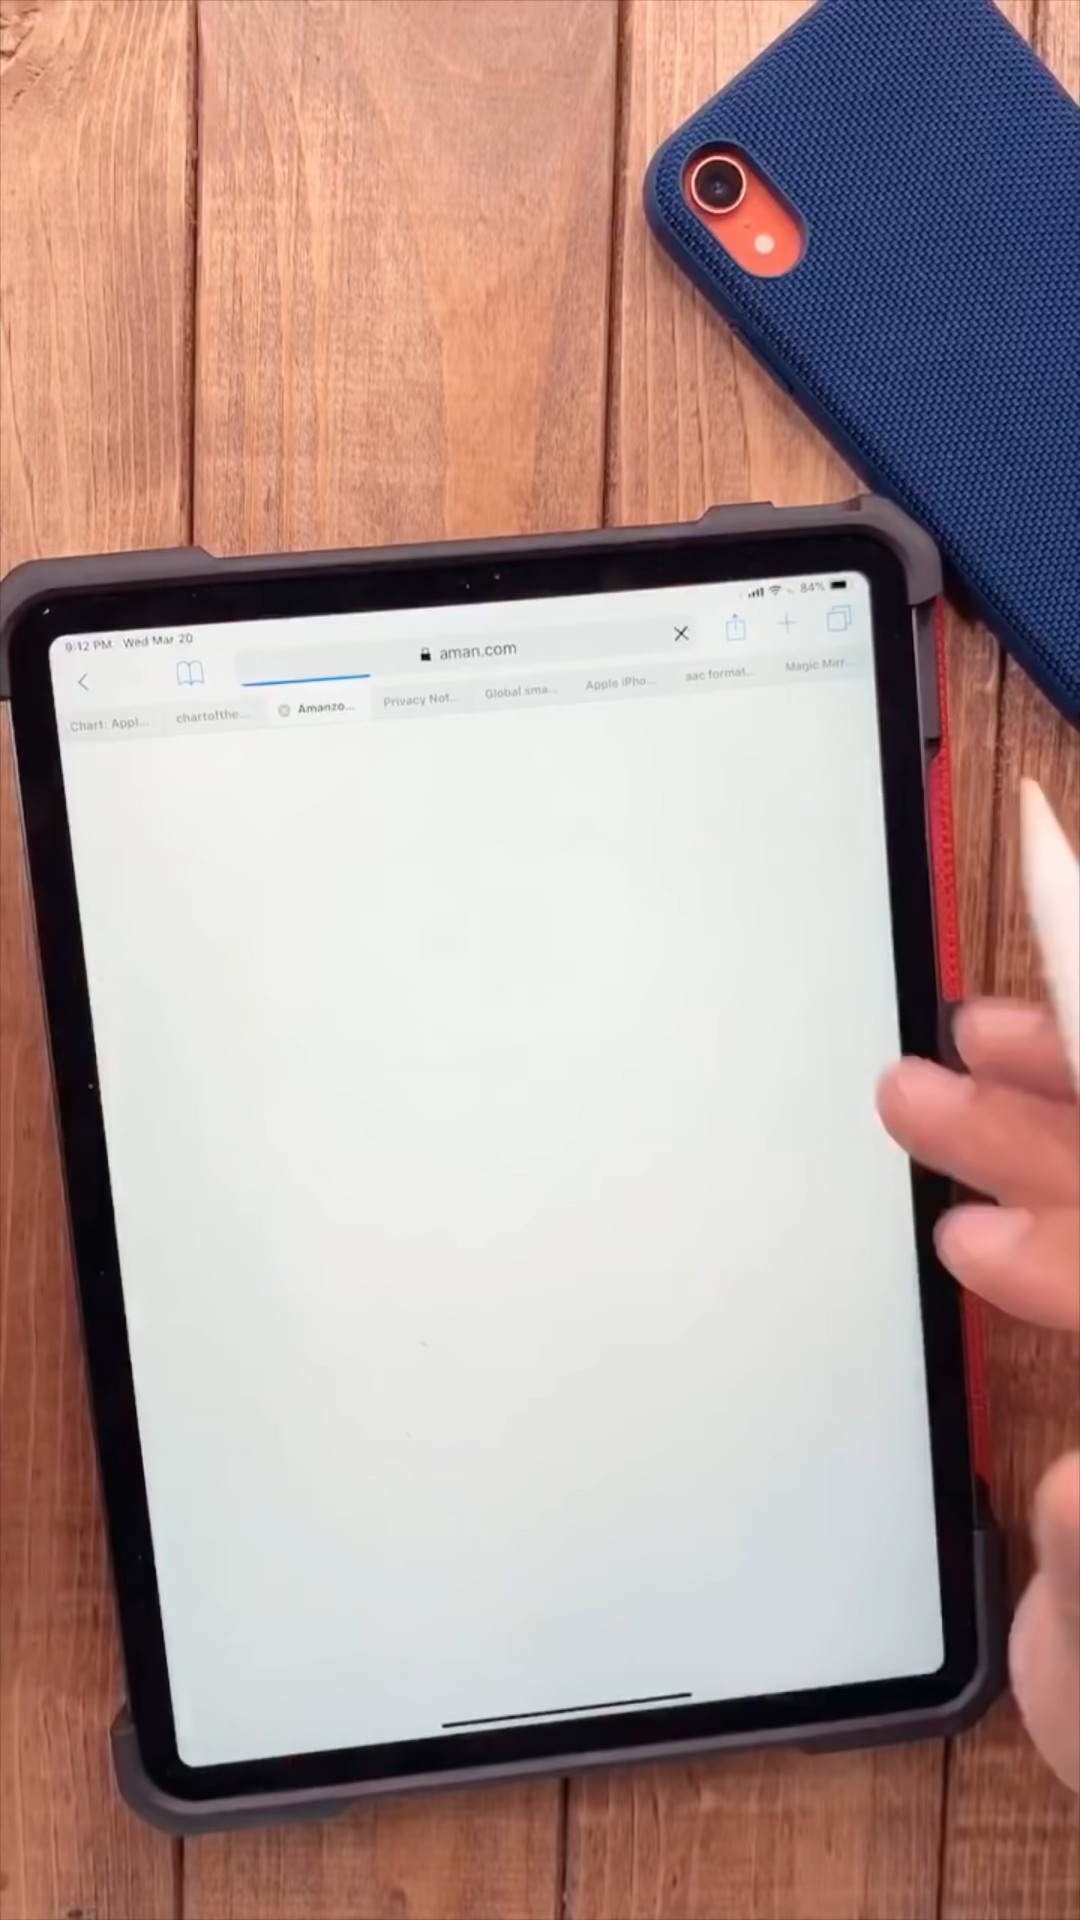 9:12 PM Wed Mar 20
84%
aman.com
Chart: Appl...
chartofthe...
Amanzo...
Privacy Not...
Global sma...
Apple iPho...
aac format...
Magic Mirr...